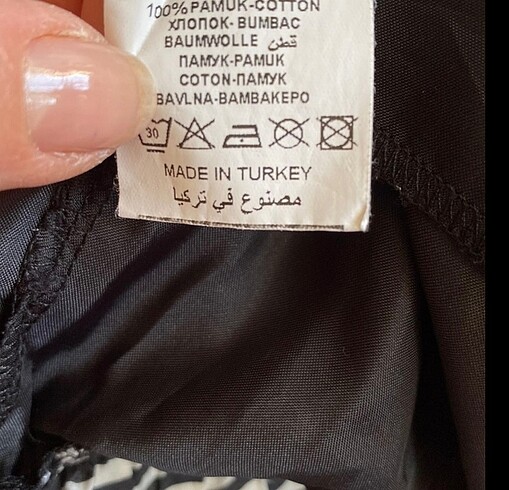 100% PAMUK-COTTON
ХЛОПОК- BUMBAC
BAUMWOLLE قطن
ПАМУК-PAMUK
COTON-ПАМУК
BAVLNA-BAMBAKEPO
30
MADE IN TURKEY
مصنوع في تركيا